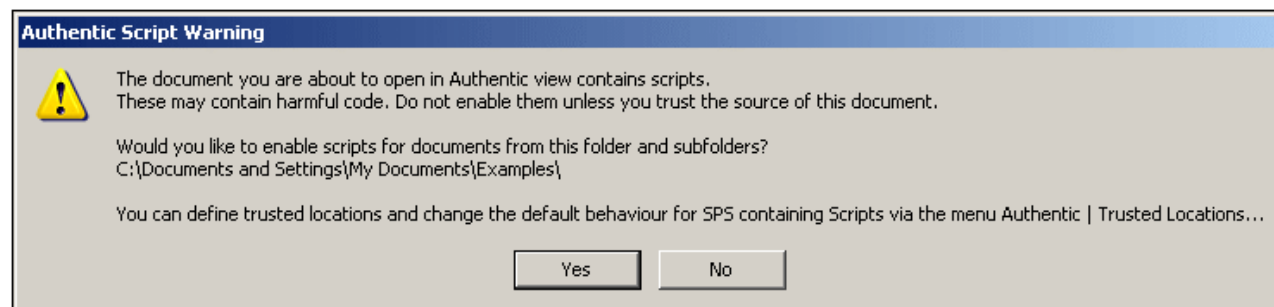 Authentic Script Warning
The document you are about to open in Authentic view contains scripts.
These may contain harmful code. Do not enable them unless you trust the source of this document.
Would you like to enable scripts for documents from this folder and subfolders?
C:\Documents and Settings\My Documents\Examples\
You can define trusted locations and change the default behaviour for SPS containing Scripts via the menu Authentic | Trusted Locations...
Yes No